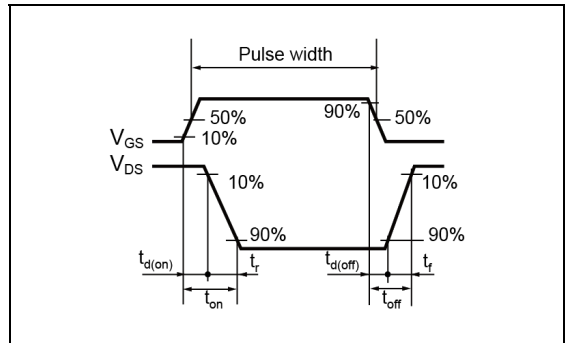 Pulse width
90%
50%
50%
10%
VGS
VDS
10%
10%
90%
90%
td(on)
tr
td(off)
tf
ton
toff